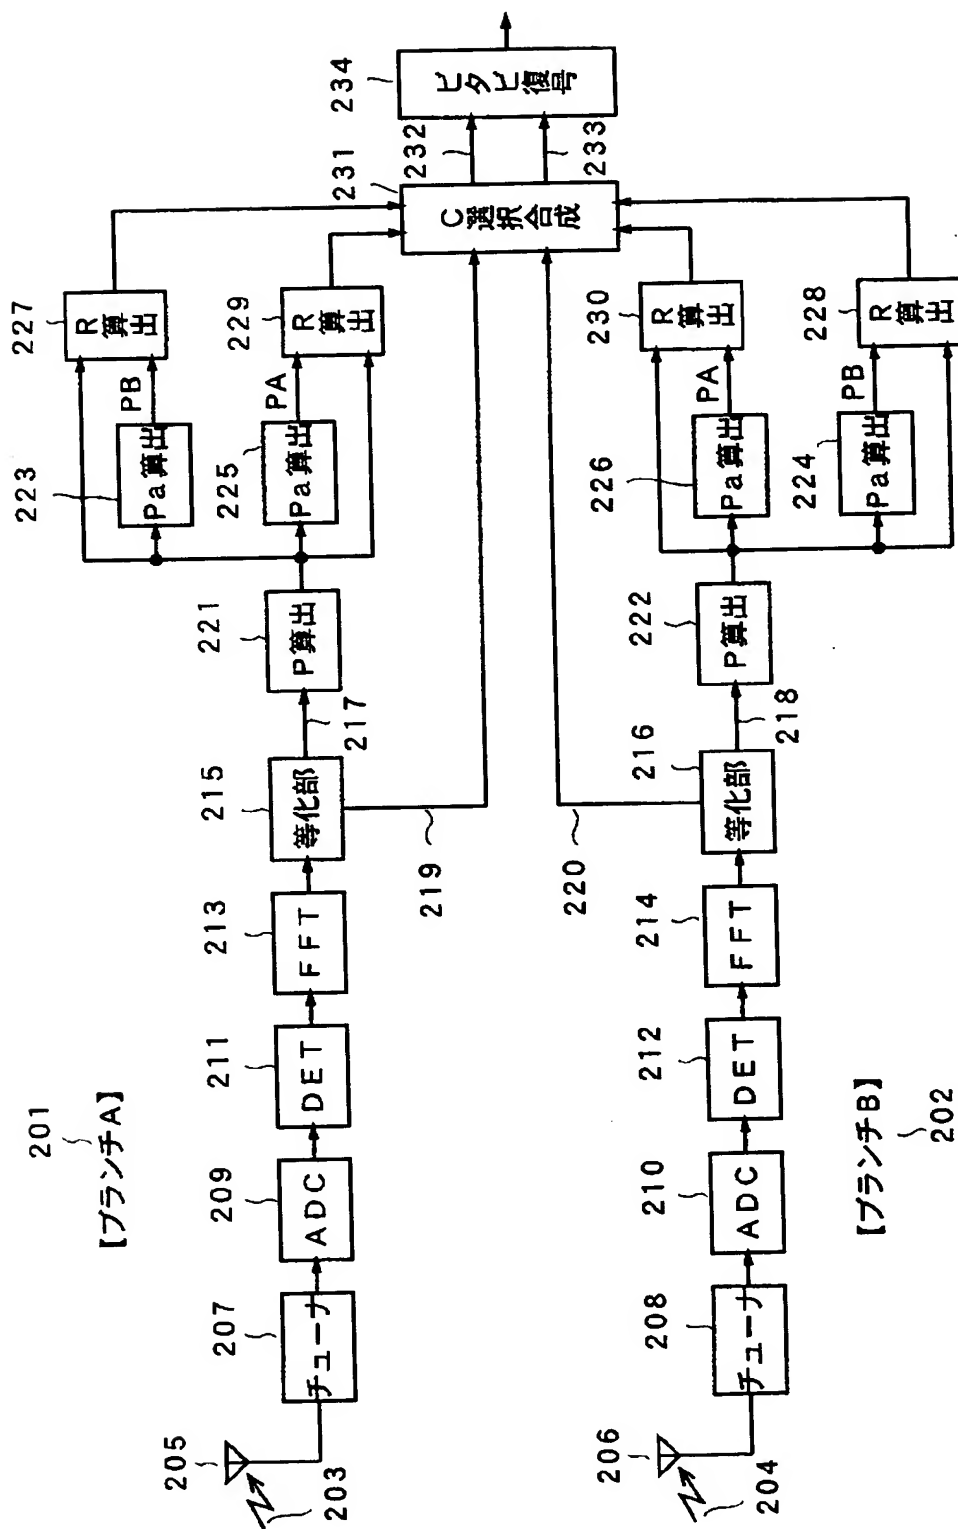 201
【ブランチA】
205
203
207
チューナ
209
ADC
211
DET
213
FFT
215
等化部
217
219
221
P算出
223
Pa算出
PB
225
Pa算出
PA
227
R
算出
229
R
算出
231
C
選択合成
232
233
234
ビタビ復号
206
204
208
チューナ
210
ADC
212
DET
214
FFT
216
等化部
218
220
222
P算出
226
Pa算出
PA
224
Pa算出
PB
230
R
算出
228
R
算出
【ブランチB】
202